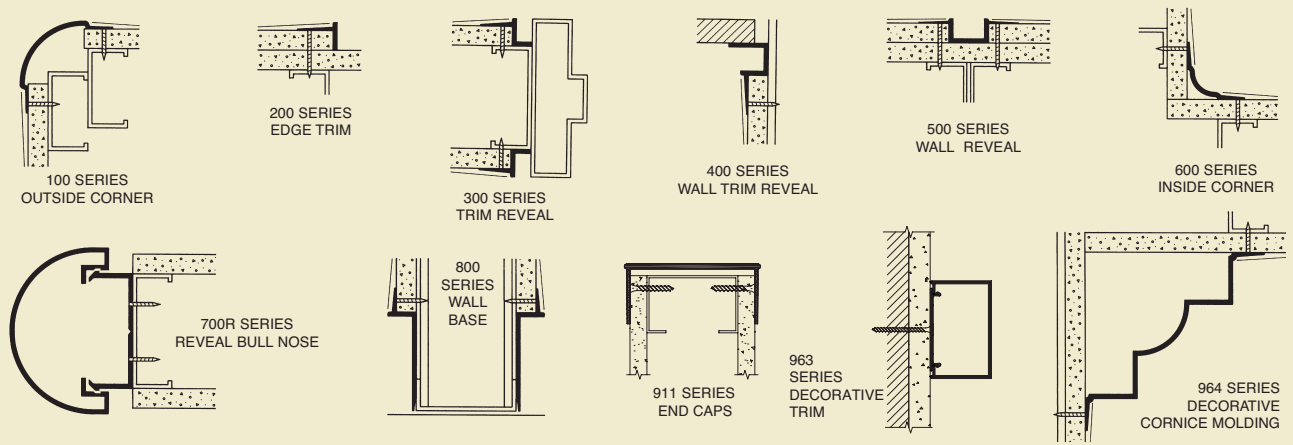 100 SERIES
OUTSIDE CORNER
200 SERIES
EDGE TRIM
300 SERIES
TRIM REVEAL
400 SERIES
WALL TRIM REVEAL
500 SERIES
WALL REVEAL
600 SERIES
INSIDE CORNER
700R SERIES
REVEAL BULL NOSE
800
SERIES
WALL
BASE
911 SERIES
END CAPS
963
SERIES
DECORATIVE
TRIM
964 SERIES
DECORATIVE
CORNICE MOLDING